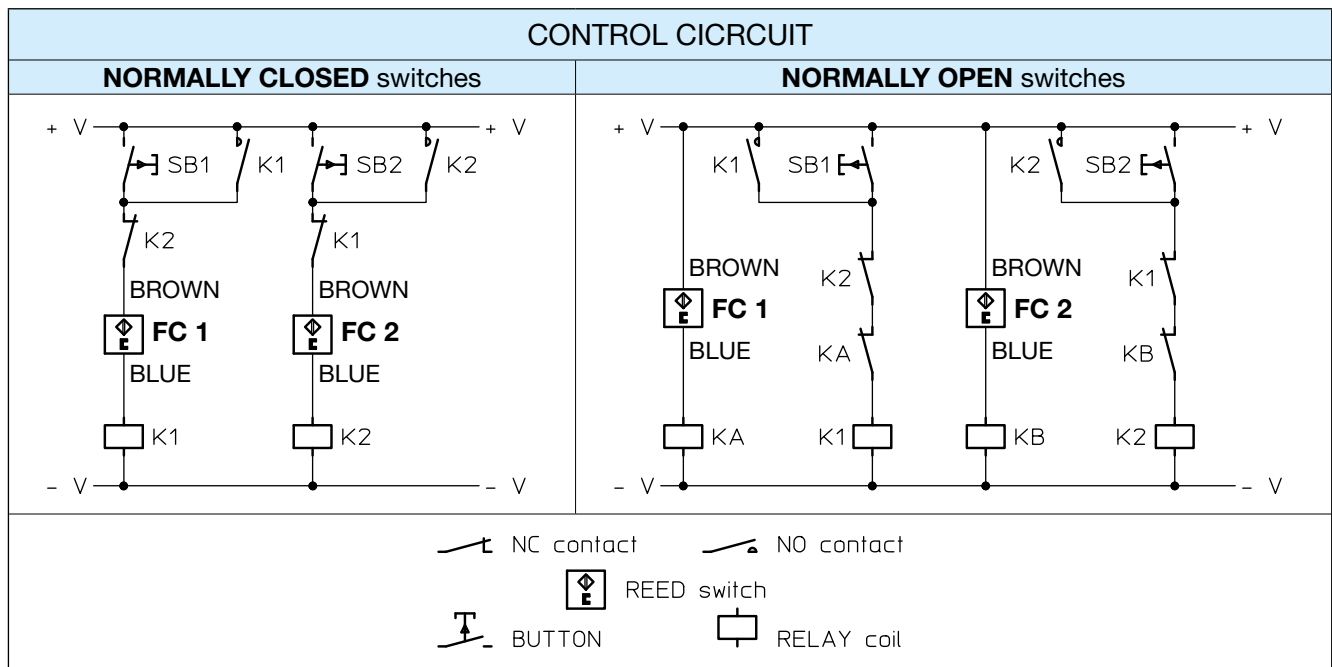 CONTROL CICRCUIT
NORMALLY CLOSED switches
NORMALLY OPEN switches
+ V
+ V
SB1
K1
SB2
K2
K2
K1
BROWN
BROWN
FC 1
FC 2
BLUE
BLUE
K1
K2
- V
- V
+ V
+ V
K1
SB1
K2
SB2
BROWN
K2
BROWN
K1
FC 1
FC 2
BLUE
KA
BLUE
KB
KA
K1
KB
K2
- V
- V
NC contact
NO contact
REED switch
BUTTON
RELAY coil